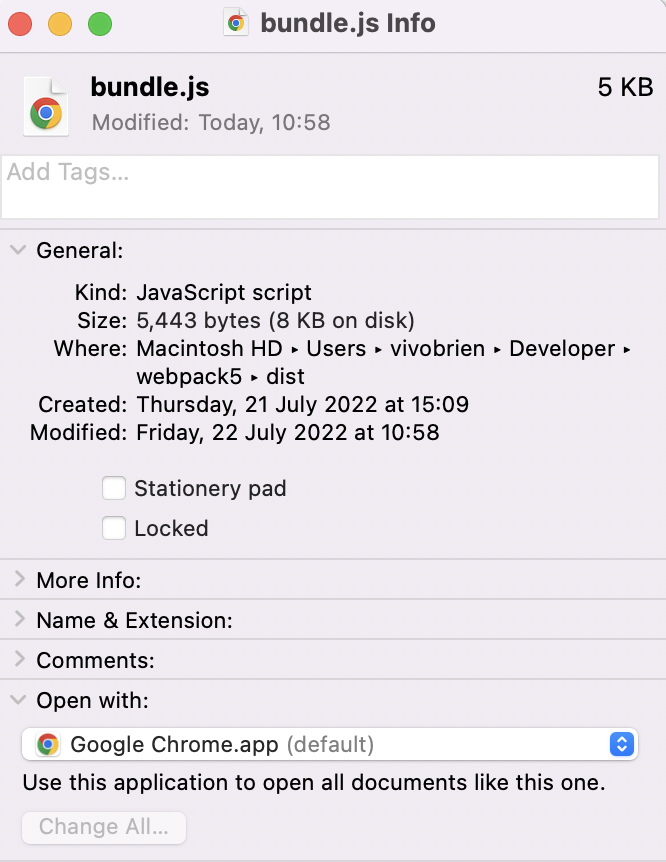 bundle.js Info
bundle.js 5 KB
Modified: Today, 10:58
Add Tags...
General:
Kind: JavaScript script
Size: 5,443 bytes (8 KB on disk)
Where: Macintosh HD ▸ Users ▸ vivobrien ▸ Developer ▸
webpack5 ▸ dist
Created: Thursday, 21 July 2022 at 15:09
Modified: Friday, 22 July 2022 at 10:58
Stationery pad
Locked
More Info:
Name & Extension:
Comments:
Open with:
Google Chrome.app (default)
Use this application to open all documents like this one.
Change All...